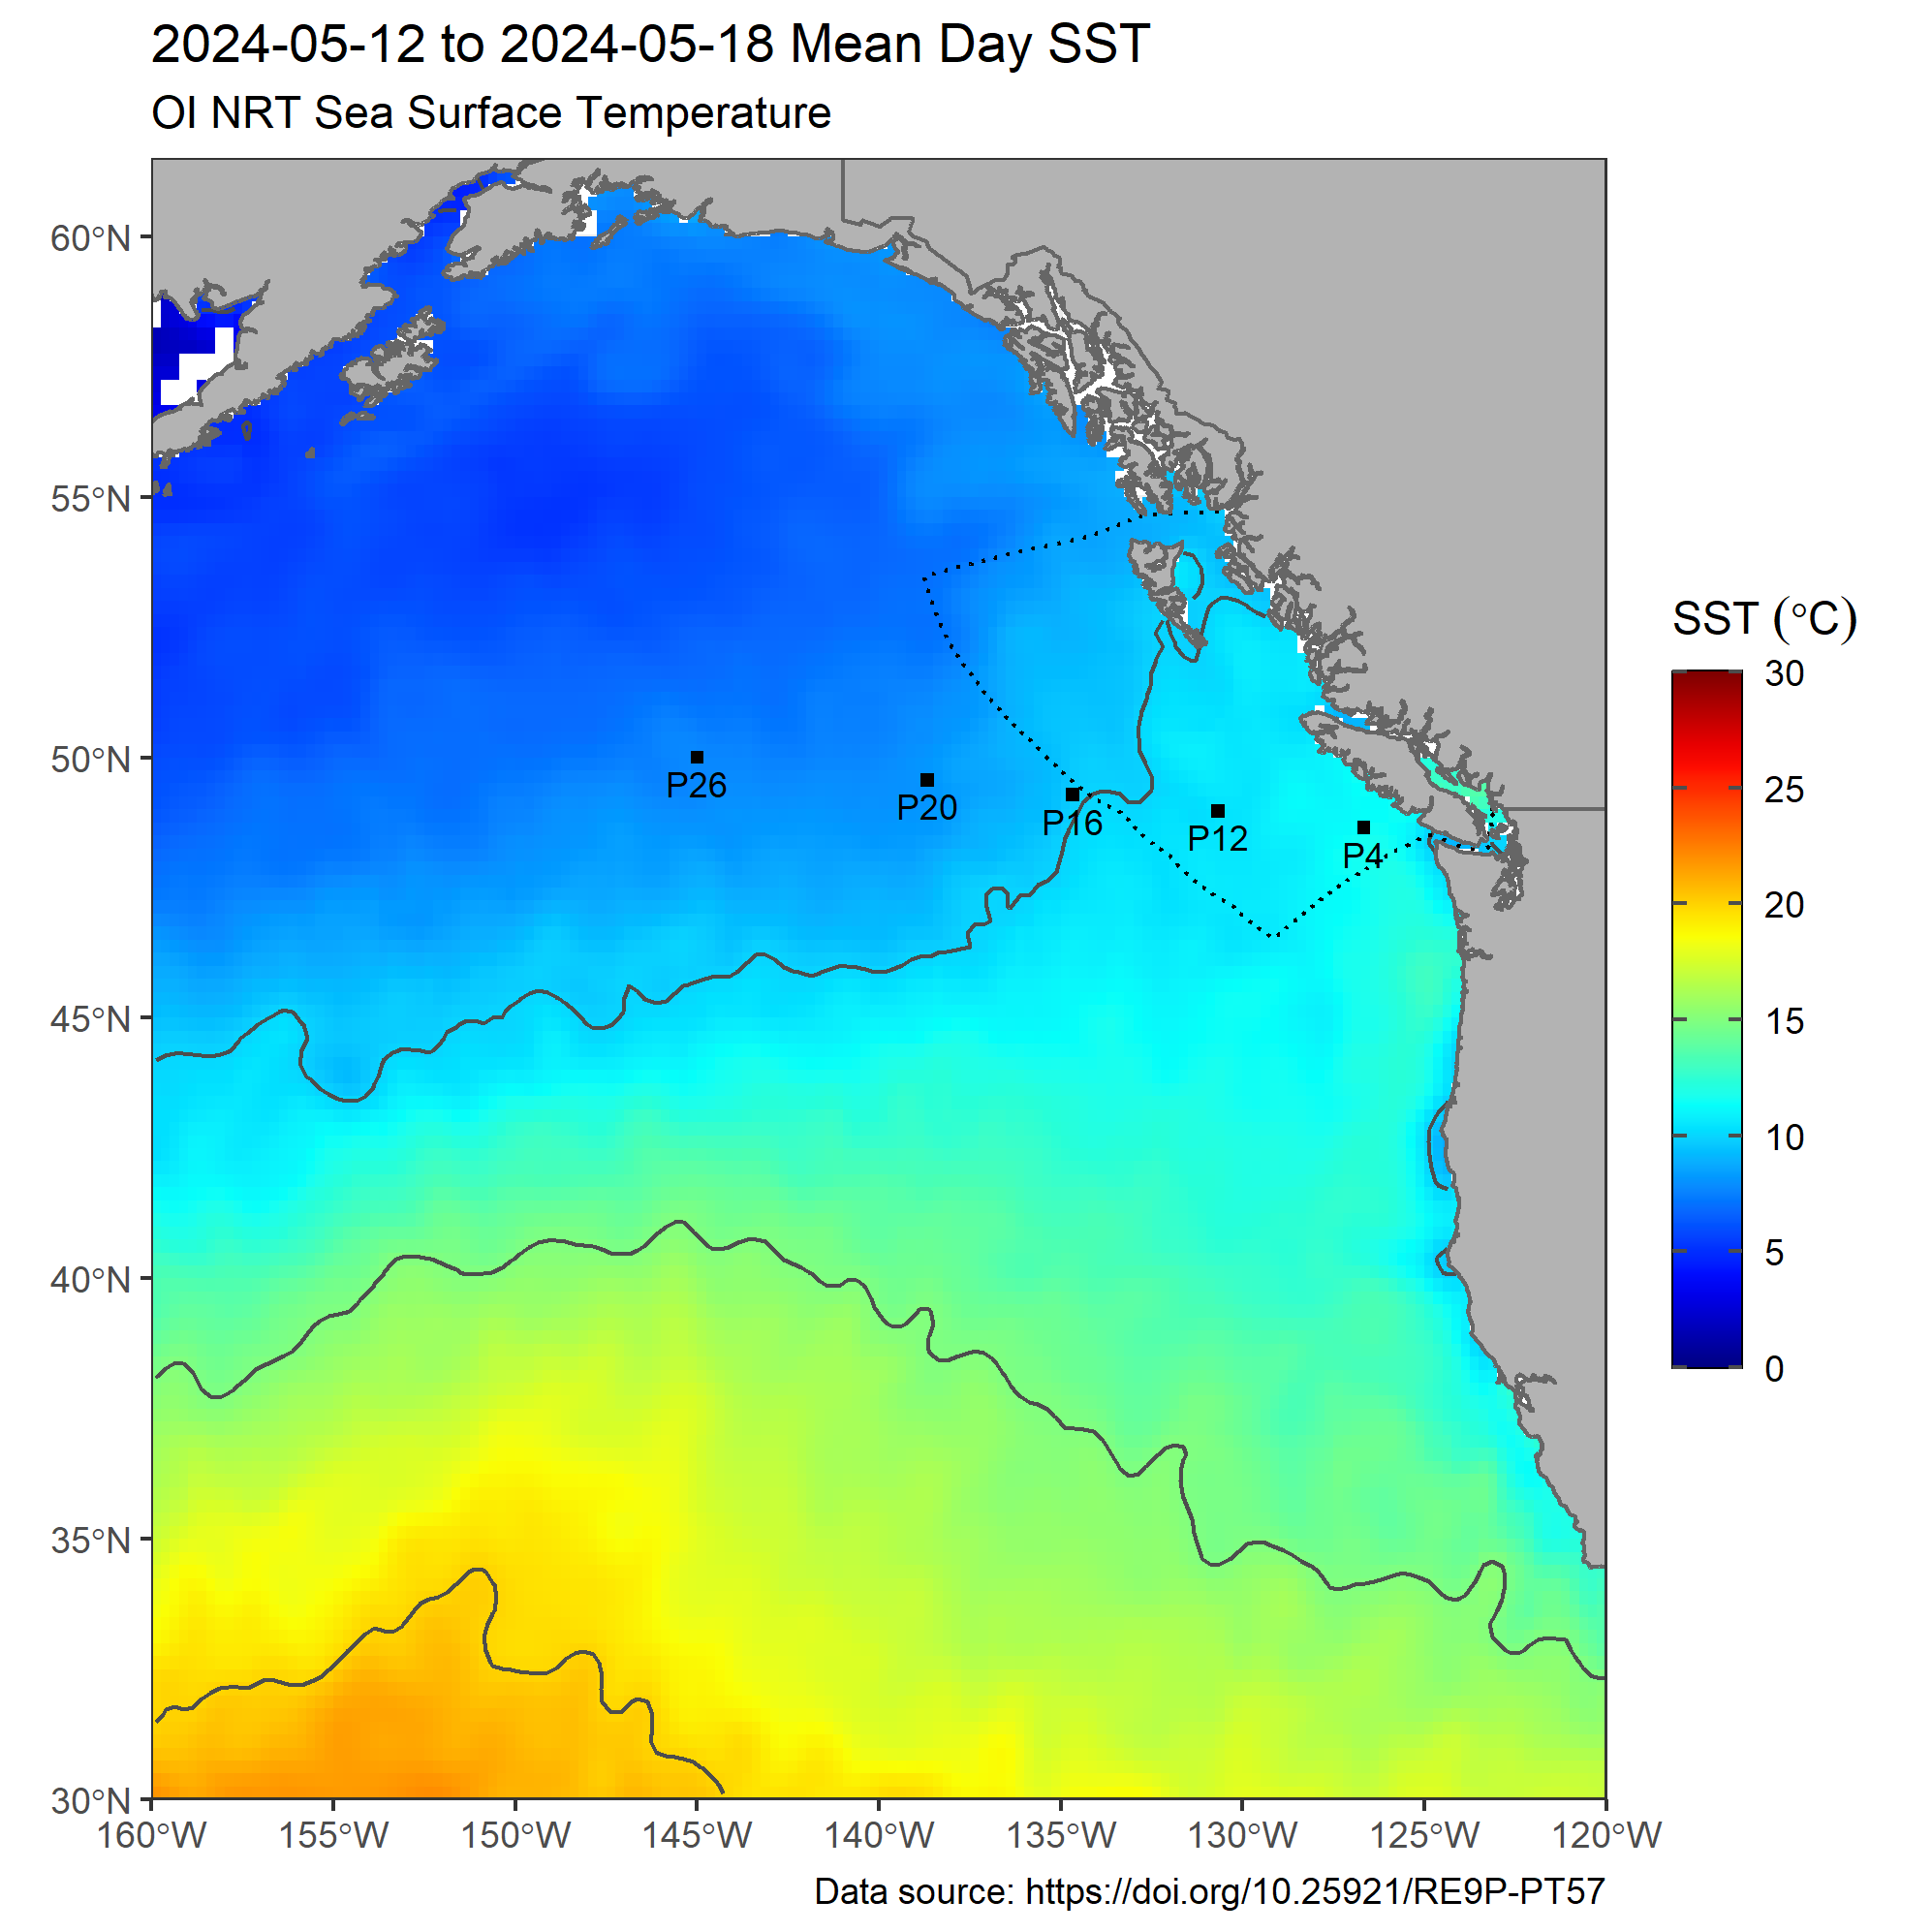 2024-05-12 to 2024-05-18 Mean Day SST
OI NRT Sea Surface Temperature
60°N
55°N
50°N
45°N
40°N
35°N
30°N
P26
P20
P16
P12
P4
160°W
155°W
150°W
145°W
140°W
135°W
130°W
125°W
120°W
SST (°C)
30
25
20
15
10
5
0
Data source: https://doi.org/10.25921/RE9P-PT57